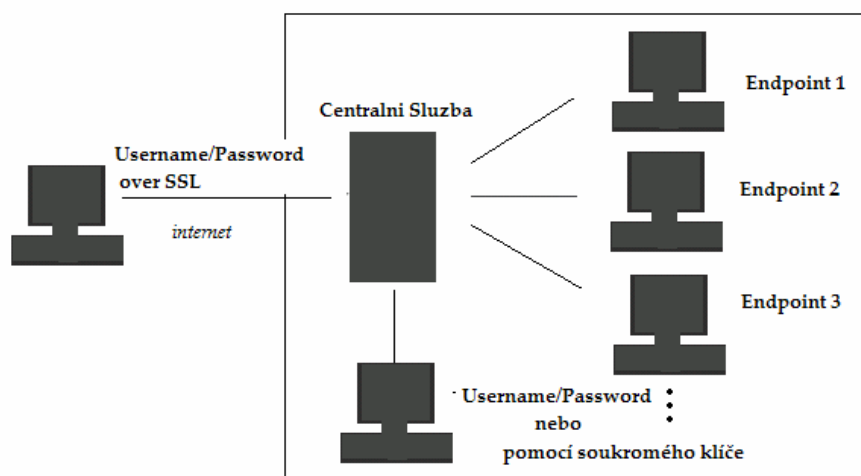 Endpoint 1
Centralni Sluzba
Username/Password
over SSL
Endpoint 2
internet
Endpoint 3
Username/Password
nebo
pomocí soukromého klíče